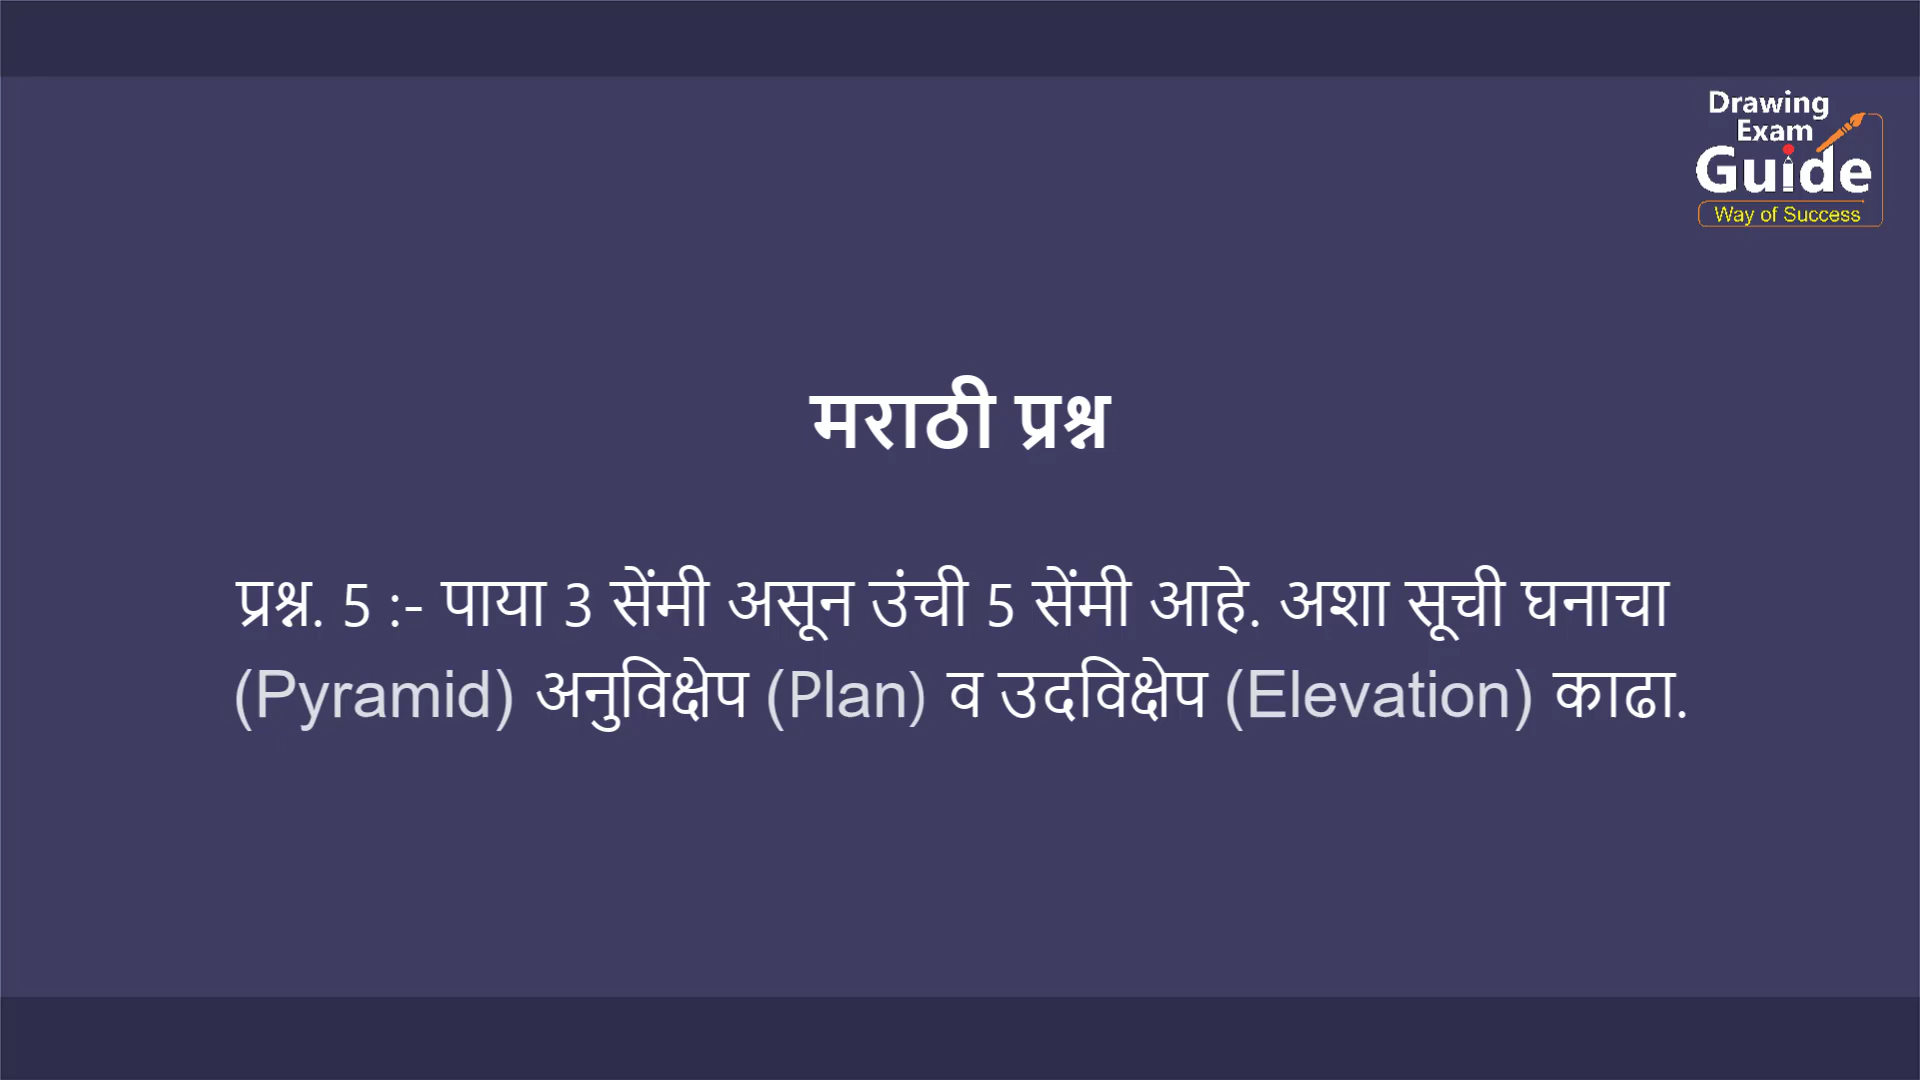 Drawing
Exam
Guide
Way of Success
मराठी प्रश्न
प्रश्न. 5 :- पाया 3 सेंमी असून उंची 5 सेंमी आहे. अशा सूची घनाचा
(Pyramid) अनुविक्षेप (Plan) व उदविक्षेप (Elevation) काढा.